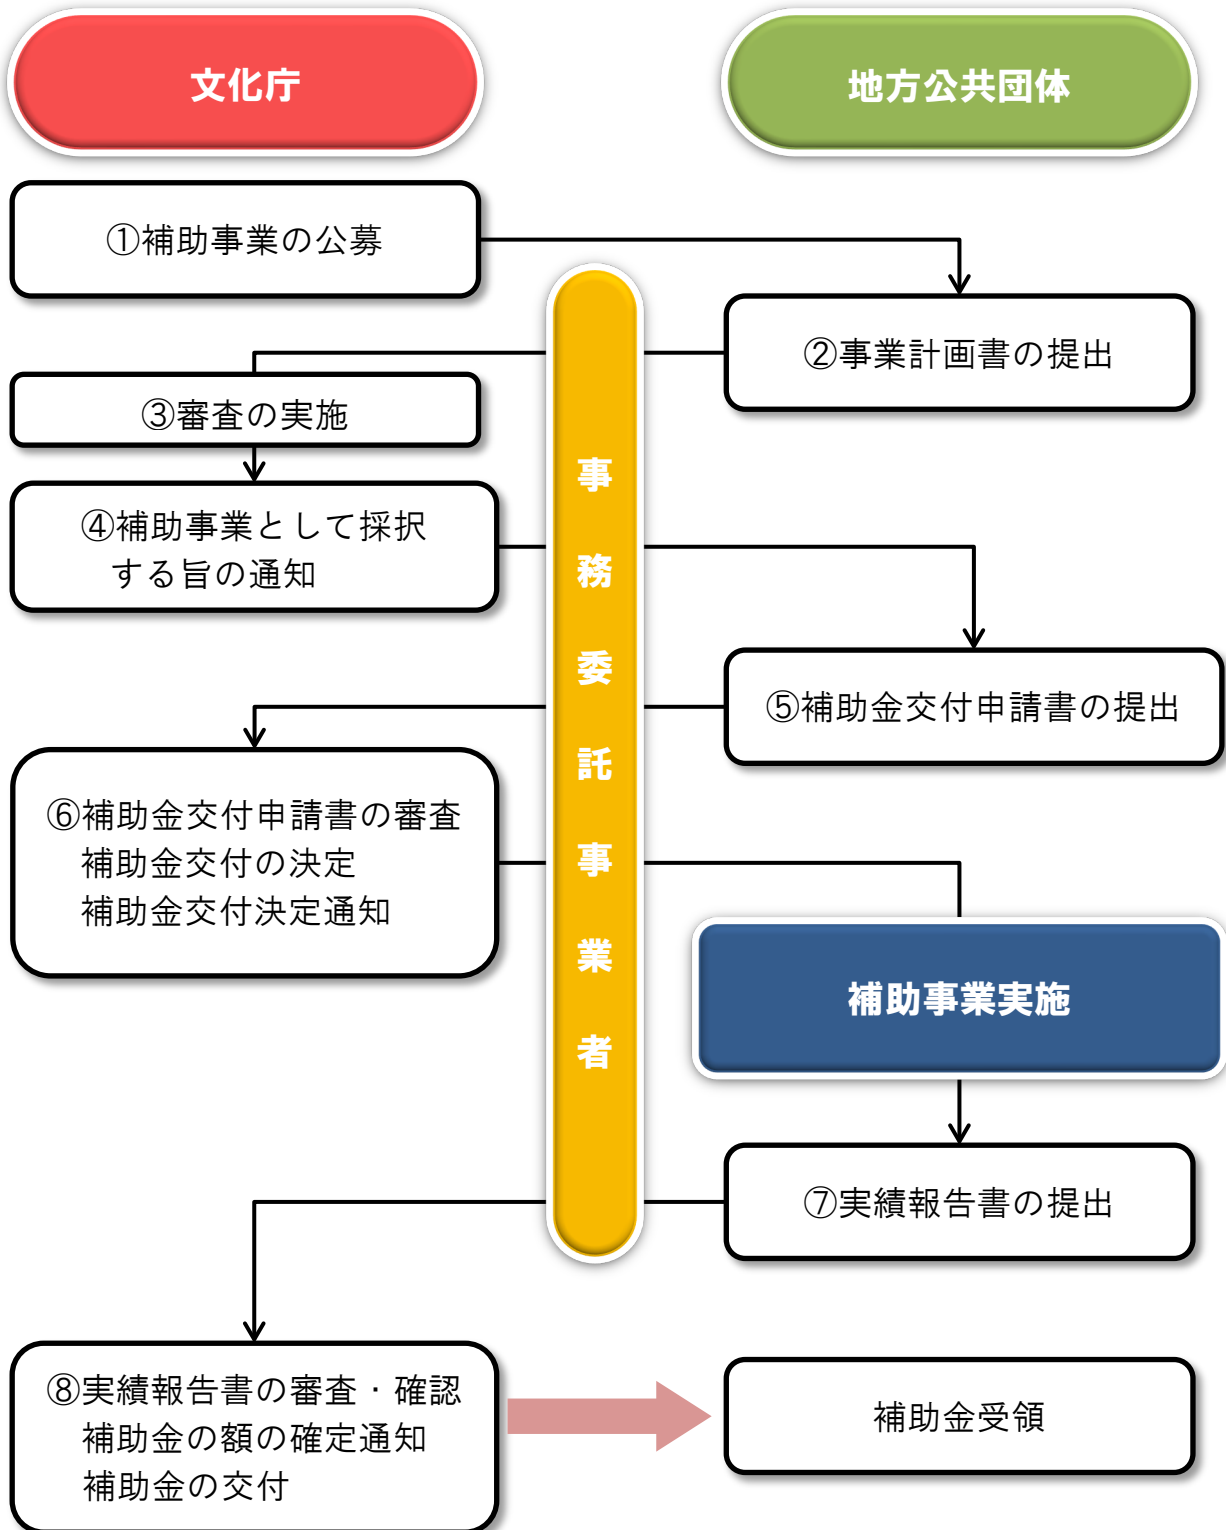 文化庁
地方公共団体
①補助事業の公募
②事業計画書の提出
③審査の実施
④補助事業として採択
する旨の通知
事務委託事業者
⑤補助金交付申請書の提出
⑥補助金交付申請書の審査
補助金交付の決定
補助金交付決定通知
補助事業実施
⑦実績報告書の提出
⑧実績報告書の審査・確認
補助金の額の確定通知
補助金の交付
補助金受領